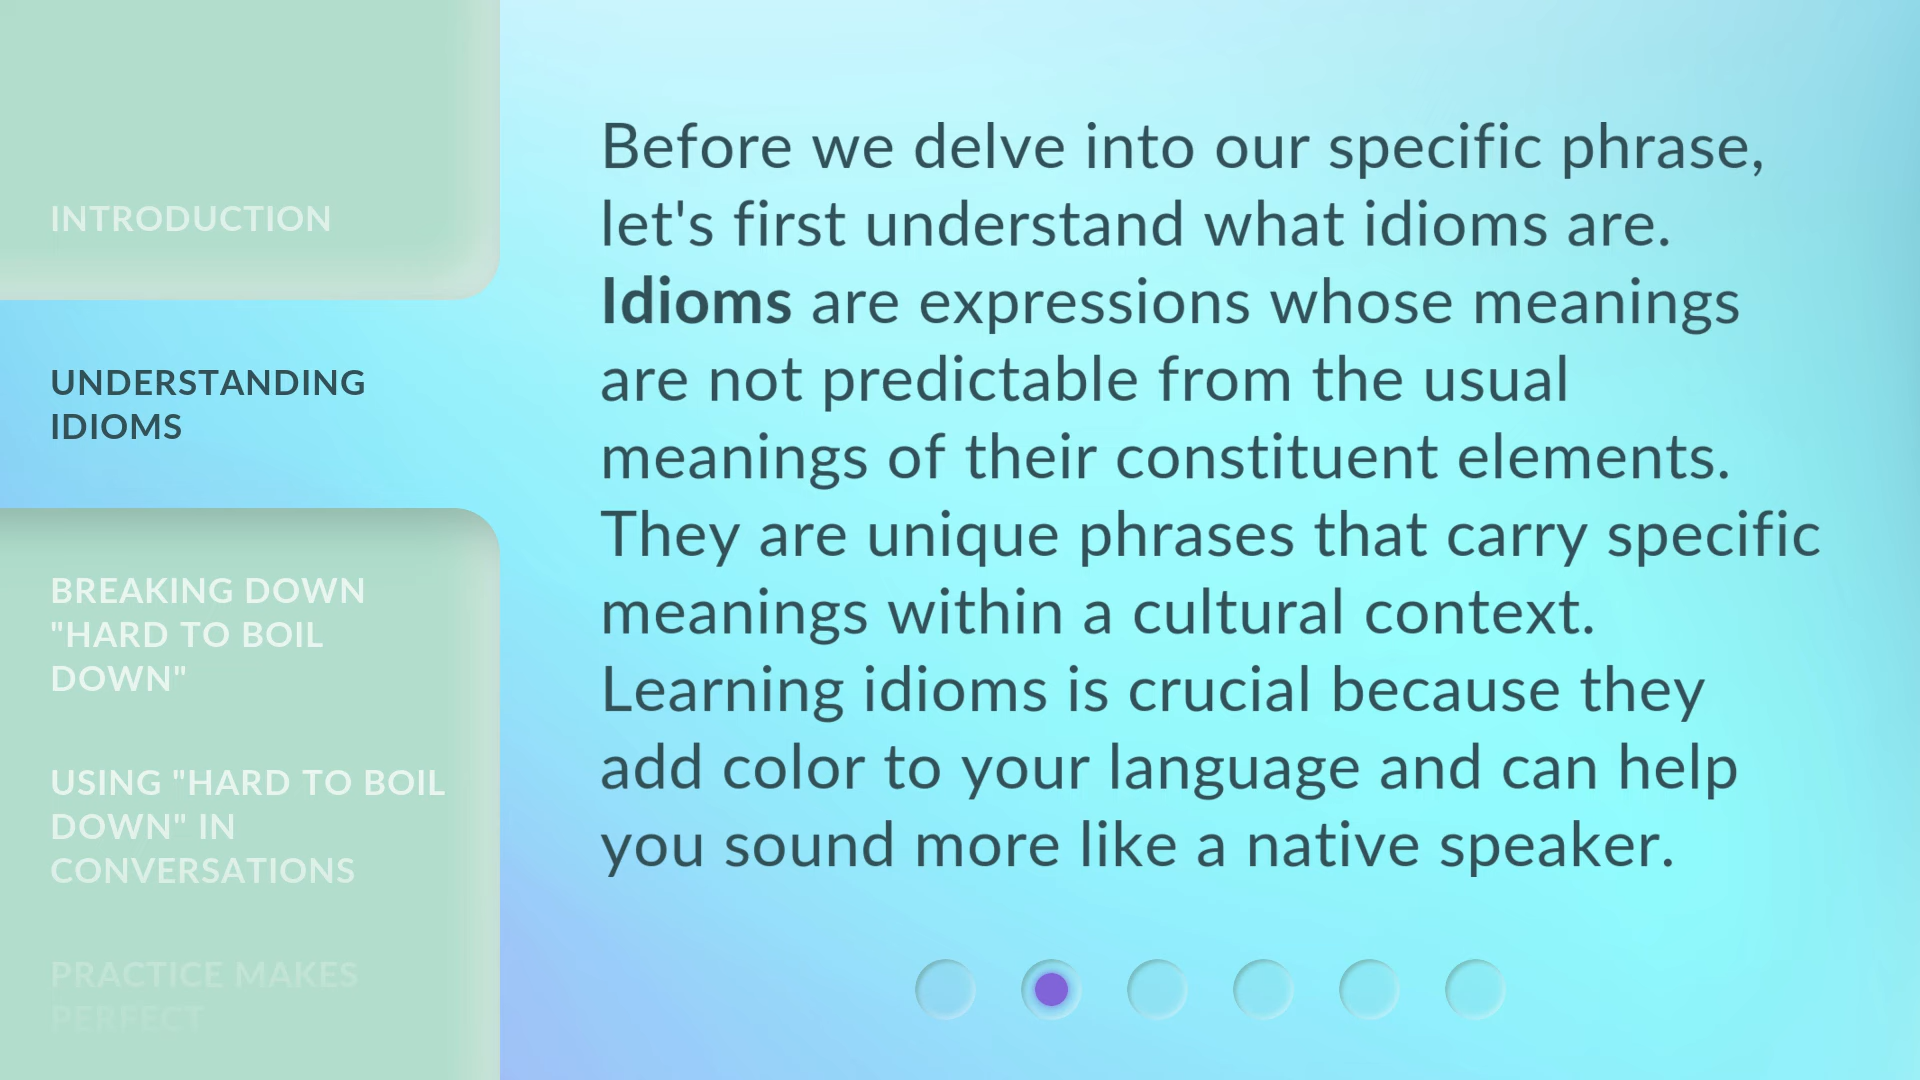 INTRODUCTION
UNDERSTANDING
IDIOMS
BREAKING DOWN
"HARD TO BOIL
DOWN"
USING "HARD TO BOIL
DOWN" IN
CONVERSATIONS
PRACTICE MAKES
PERFECT
Before we delve into our specific phrase,
let's first understand what idioms are.
Idioms are expressions whose meanings
are not predictable from the usual
meanings of their constituent elements.
They are unique phrases that carry specific
meanings within a cultural context.
Learning idioms is crucial because they
add color to your language and can help
you sound more like a native speaker.